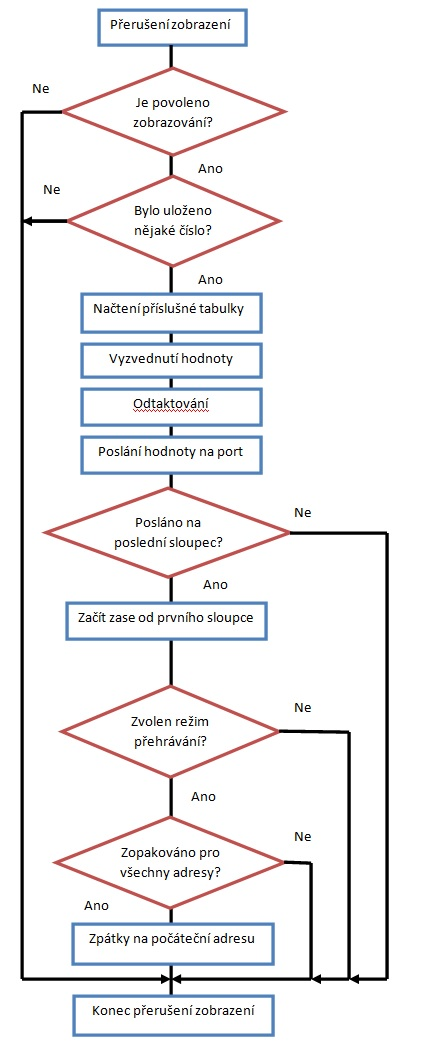 Přerušení zobrazení
Ne
Je povoleno
zobrazování?
Ano
Ne
Bylo uloženo
nějaké číslo?
Ano
Načtení příslušné tabulky
Vyzvednutí hodnoty
Odtaktování
Poslání hodnoty na port
Ne
Posláno na
poslední sloupec?
Ano
Začít zase od prvního sloupce
Ne
Zvolen režim
přehrávání?
Ano
Ne
Zopakováno pro
všechny adresy?
Ano
Zpátky na počáteční adresu
Konec přerušení zobrazení